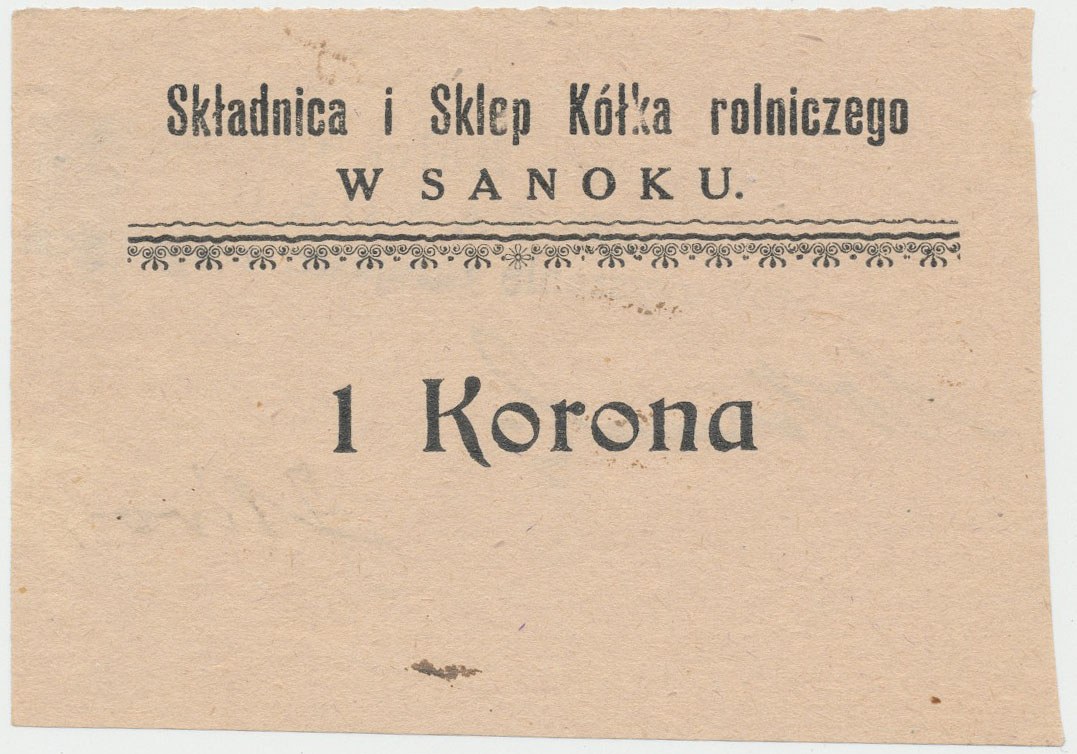 Składnica i Sklep Kółka rolniczego
W SANOKU.
1 Korona